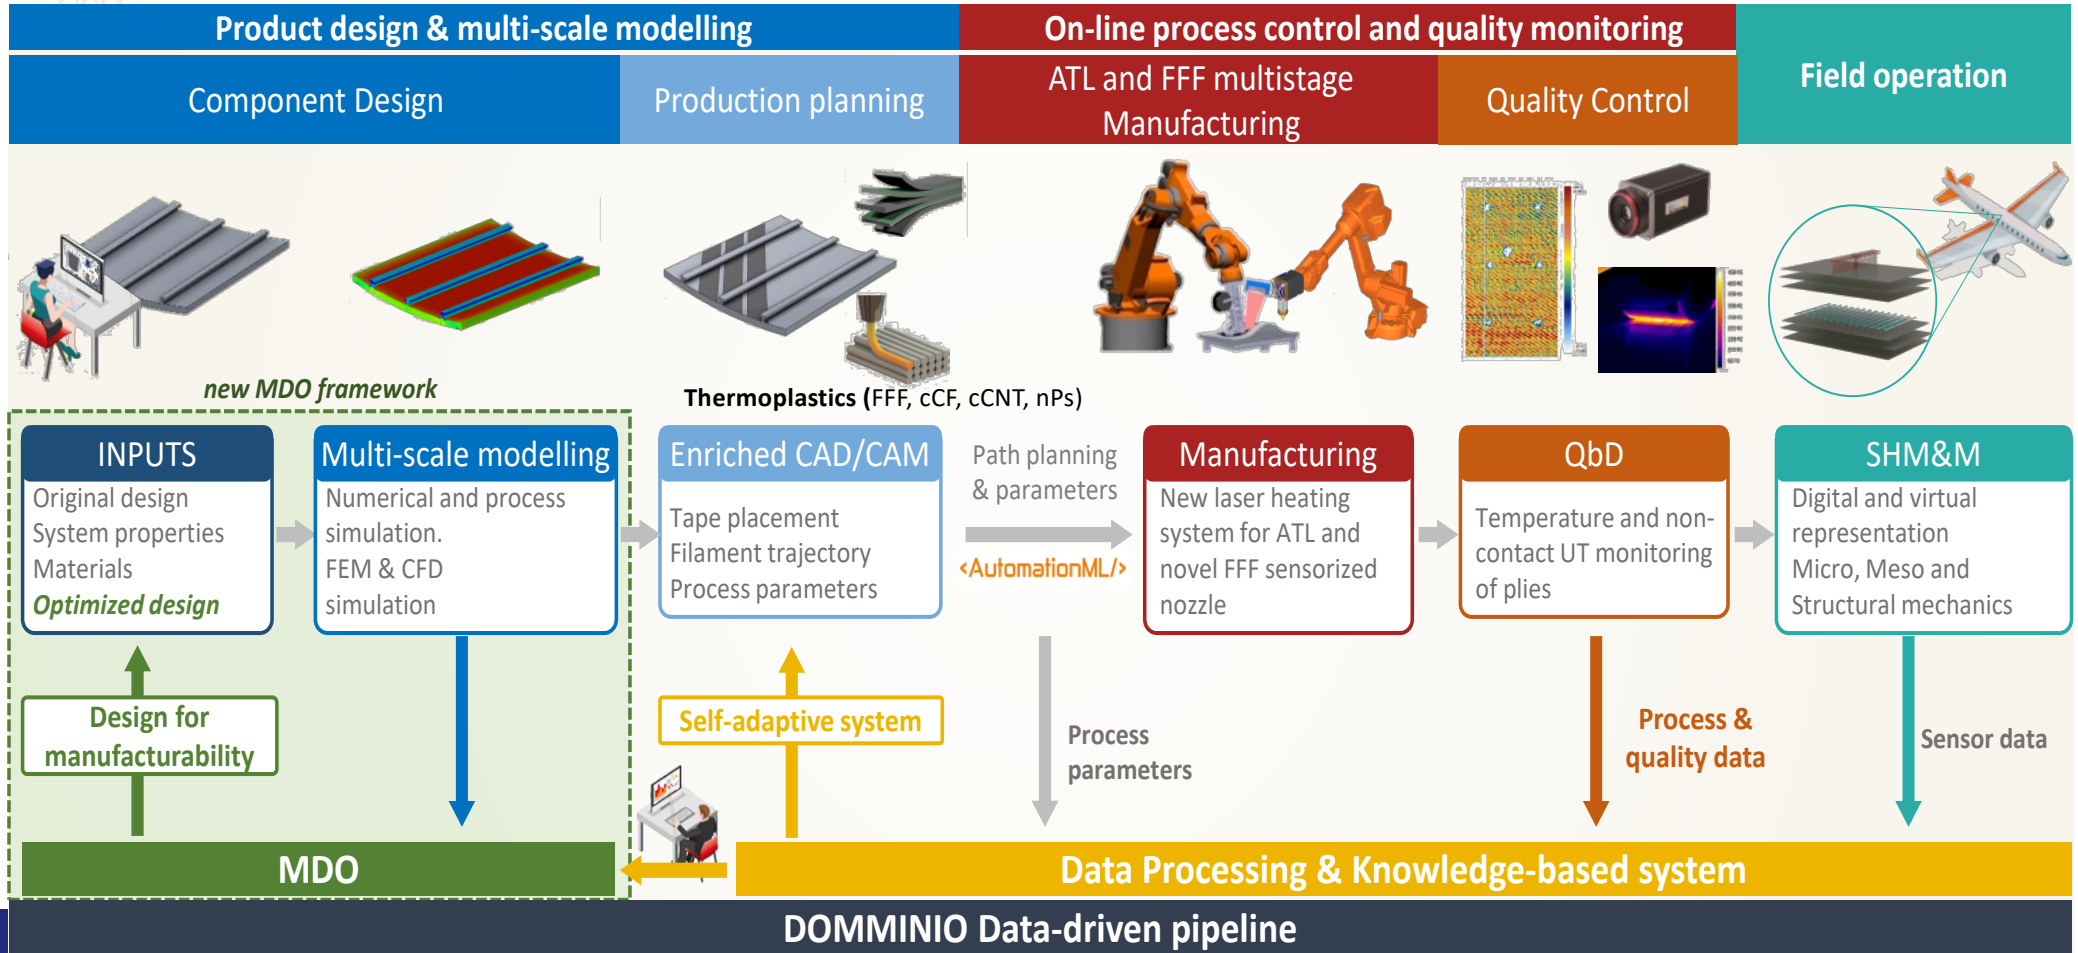 Product design & multi-scale modelling
On-line process control and quality monitoring
Field operation
Component Design
Production planning
ATL and FFF multistage
Manufacturing
Quality Control
new MDO framework
Thermoplastics (FFF, cCF, cCNT, nPs)
INPUTS
Original design
System properties
Materials
Optimized design
Multi-scale modelling
Numerical and process
simulation.
FEM & CFD
simulation
Enriched CAD/CAM
Tape placement
Filament trajectory
Process parameters
Path planning
& parameters
<AutomationML/>
Manufacturing
New laser heating
system for ATL and
novel FFF sensorized
nozzle
QbD
Temperature and non-
contact UT monitoring
of plies
SHM&M
Digital and virtual
representation
Micro, Meso and
Structural mechanics
Design for
manufacturability
Self-adaptive system
Process
parameters
Process &
quality data
Sensor data
MDO
Data Processing & Knowledge-based system
DOMMINIO Data-driven pipeline